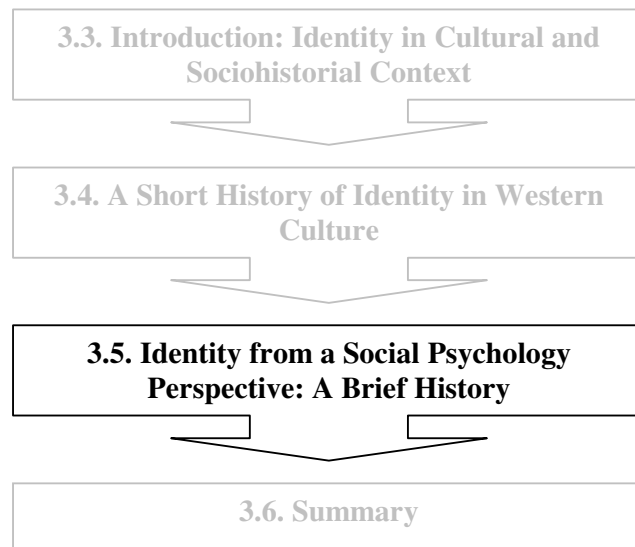 3.3. Introduction: Identity in Cultural and
Sociohistorial Context
3.4. A Short History of Identity in Western
Culture
3.5. Identity from a Social Psychology
Perspective: A Brief History
3.6. Summary